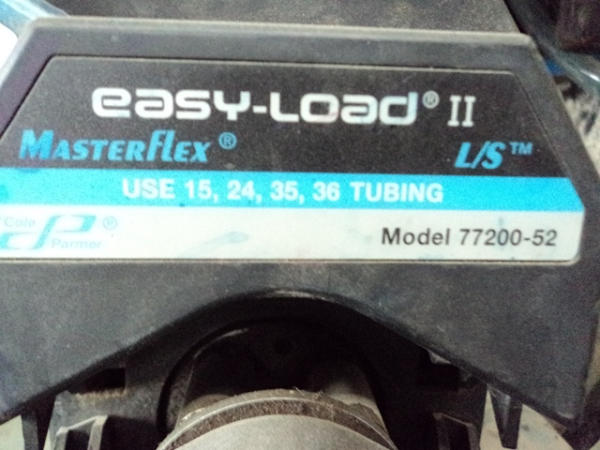 easy-Load® II
MASTERFLEX® L/S™
USE 15, 24, 35, 36 TUBING
Cole Parmer®
Model 77200-52